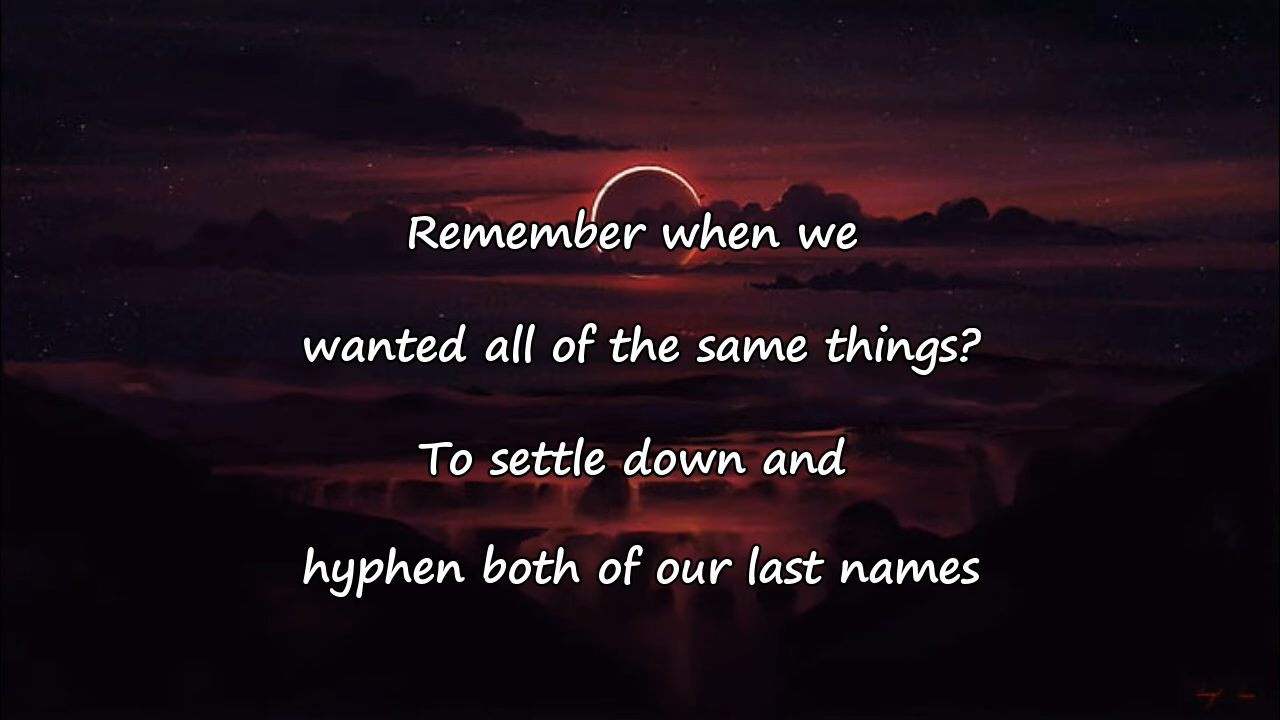 Remember when we
wanted all of the same things?
To settle down and
hyphen both of our last names